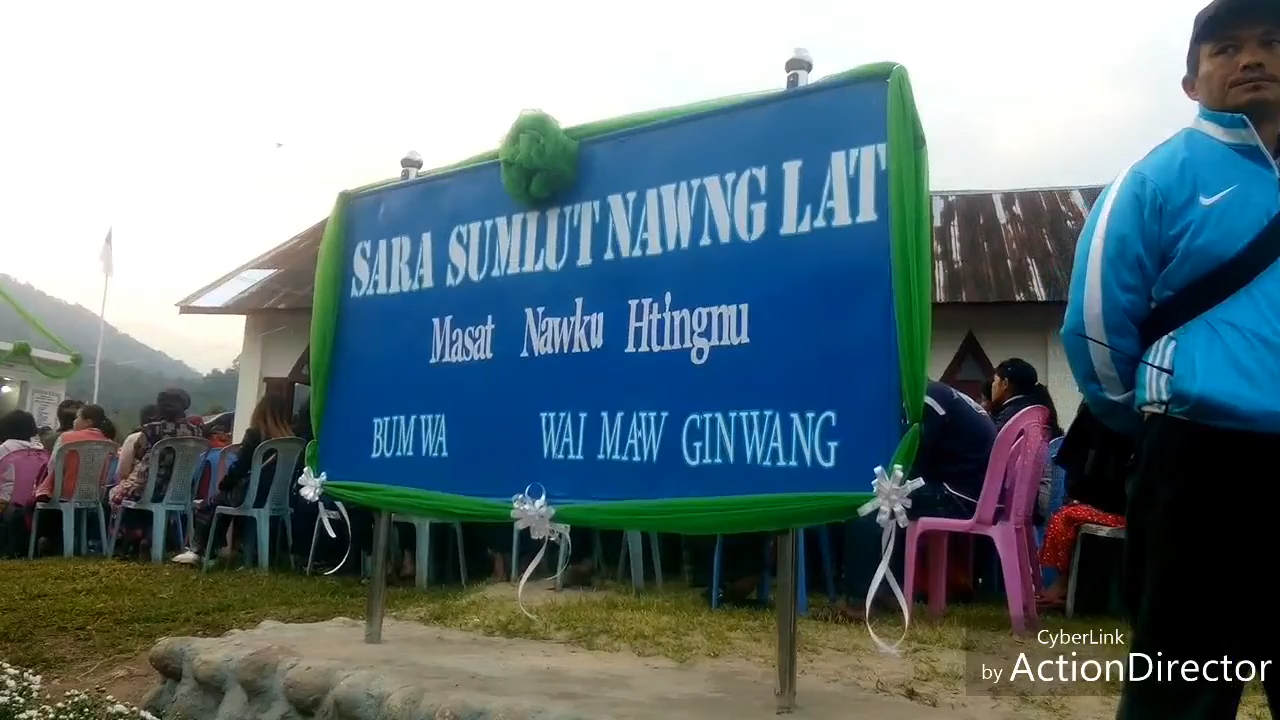 SARA SUMLUT NAWNG LAT
Masat Nawku Htingnu
BUM WA WAI MAW GINWANG
CyberLink
by ActionDirector